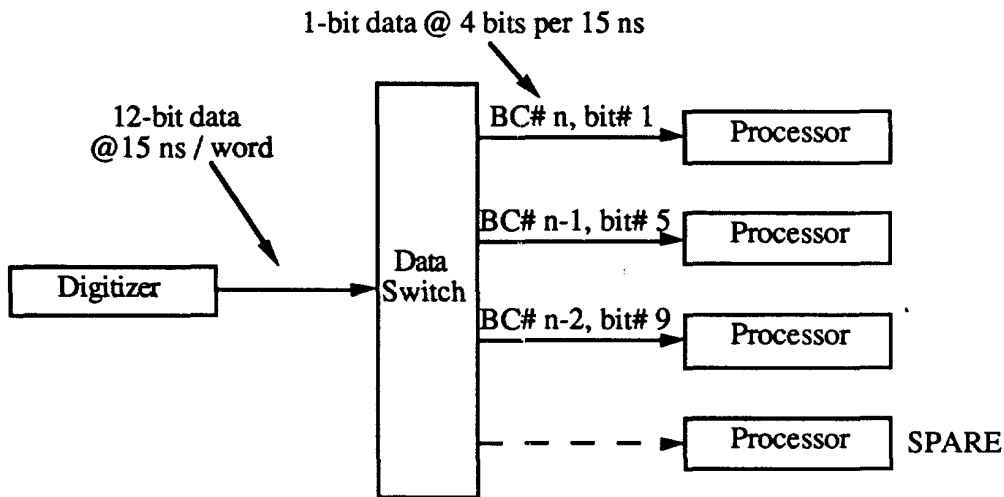 1-bit data @ 4 bits per 15 ns
12-bit data
@15 ns / word
BC# n, bit# 1
Processor
BC# n-1, bit# 5
Processor
Data
Switch
Digitizer
BC# n-2, bit# 9
Processor
Processor
SPARE